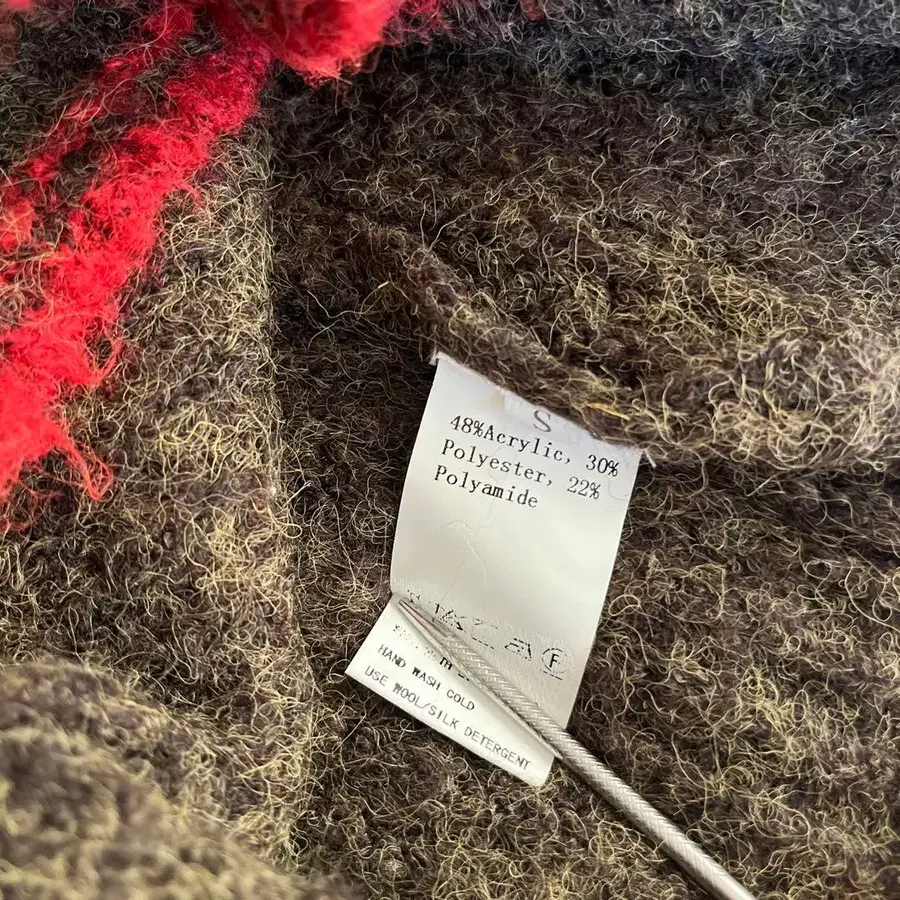 S
48%Acrylic, 30%
Polyester, 22%
Polyamide
F
HAND WASH COLD
USE WOOL/SILK DETERGENT